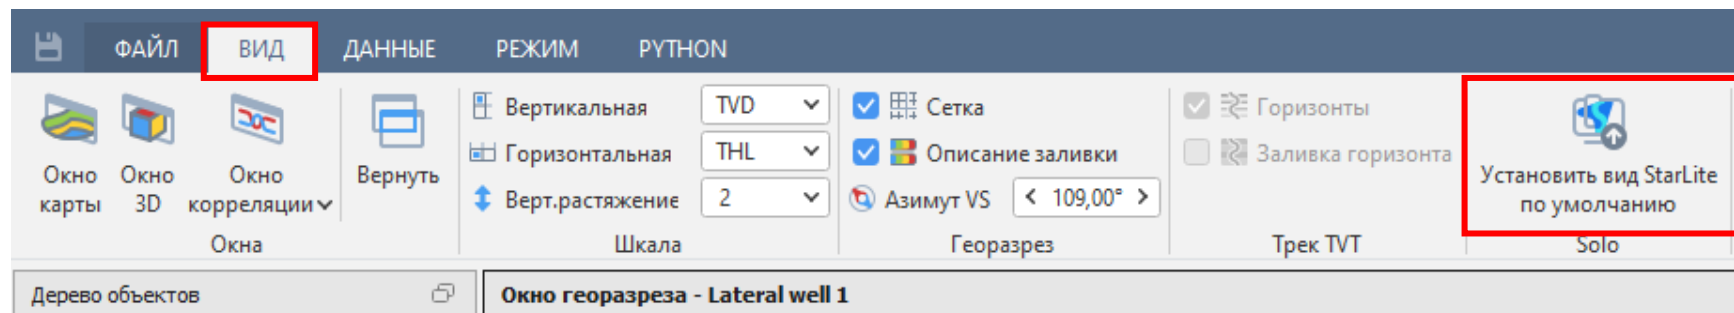 ФАЙЛ ВИД ДАННЫЕ РЕЖИМ PYTHON
Окно карты
Окно 3D
Окно корреляции
Вернуть
Окна
Вертикальная TVD
Горизонтальная THL
Верт.растяжение 2
Шкала
Сетка
Описание заливки
Азимут VS < 109,00° >
Георазрез
Горизонты
Заливка горизонта
Трек TVT
Установить вид StarLite
по умолчанию
Solo
Дерево объектов
Окно георазреза - Lateral well 1